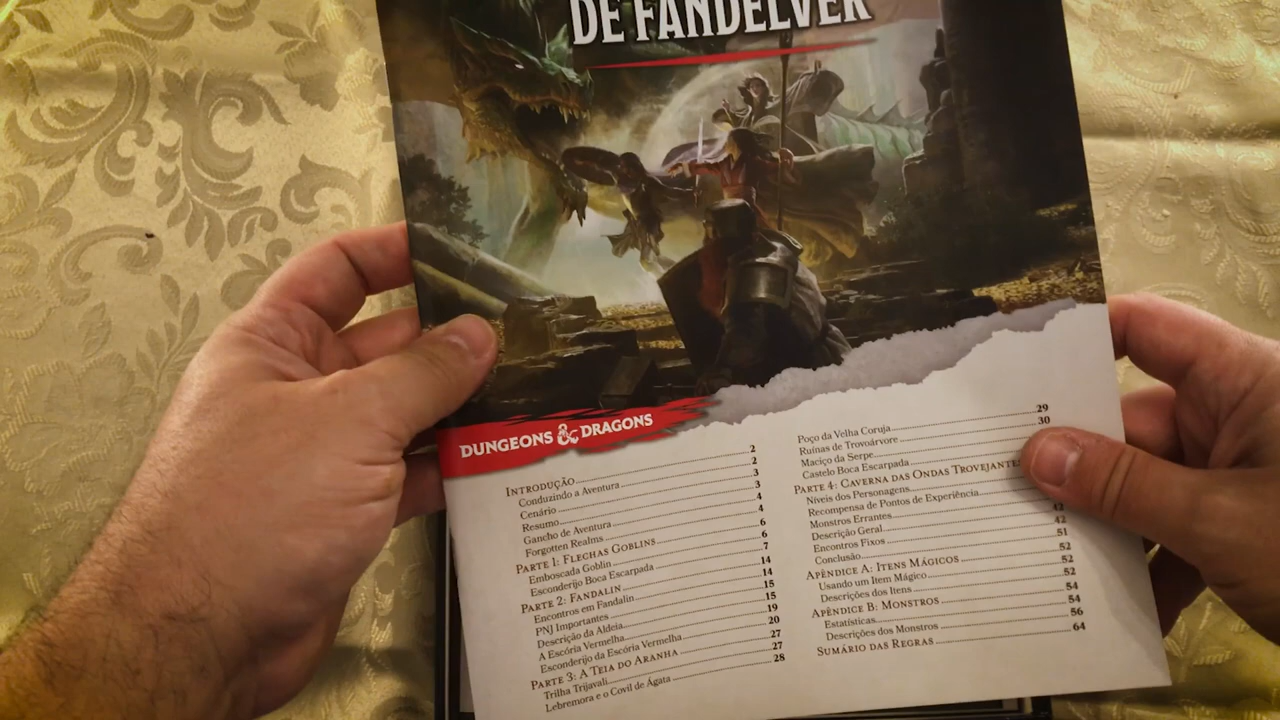 DE FANDELVER
DUNGEONS & DRAGONS
INTRODUÇÃO 2
Conduzindo a Aventura 2
Cenário 3
Resumo 3
Gancho de Aventura 4
Forgotten Realms 4
PARTE 1: FLECHAS GOBLINS 6
Emboscada Goblin 6
Esconderijo Boca Escarpada 7
PARTE 2: FANDALIN 14
Encontros em Fandalin 14
PNJ Importantes 15
Descrição da Aldeia 15
A Escória Vermelha 19
Esconderijo da Escória Vermelha 20
PARTE 3: A TEIA DO ARANHA 27
Trilha Trijavali 27
Lebremora e o Covil de Ágata 28
Poço da Velha Coruja 29
Ruínas de Trovoárvore 30
Maciço da Serpe
Castelo Boca Escarpada
PARTE 4: CAVERNA DAS ONDAS TROVEJANTES
Níveis dos Personagens
Recompensa de Pontos de Experiência
Monstros Errantes
Descrição Geral
Encontros Fixos 42
Conclusão 51
APÊNDICE A: ITENS MÁGICOS 52
Usando um Item Mágico 52
Descrições dos Itens 52
APÊNDICE B: MONSTROS 54
Estatísticas 54
Descrições dos Monstros 56
SUMÁRIO DAS REGRAS 64